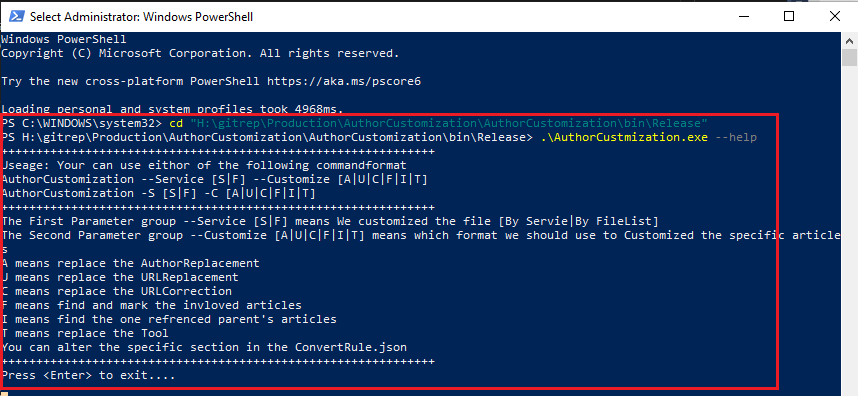 Select Administrator: Windows PowerShell
Windows PowerShell
Copyright (C) Microsoft Corporation. All rights reserved.
Try the new cross-platform PowerShell https://aka.ms/pscore6
Loading personal and system profiles took 4968ms.
PS C:\WINDOWS\system32> cd "H:\gitrep\Production\AuthorCustomization\AuthorCustomization\bin\Release"
PS H:\gitrep\Production\AuthorCustomization\AuthorCustomization\bin\Release> .\AuthorCustmization.exe --help
++++++++++++++++++++++++++++++++++++++++++++++++++++++++++++++
Useage: Your can use eithor of the following commandformat
AuthorCustomization --Service [S|F] --Customize [A|U|C|F|I|T]
AuthorCustomization -S [S|F] -C [A|U|C|F|I|T]
++++++++++++++++++++++++++++++++++++++++++++++++++++++++++++++
The First Parameter group --Service [S|F] means We customized the file [By Servie|By FileList]
The Second Parameter group --Customize [A|U|C|F|I|T] means which format we should use to Customized the specific article
s
A means replace the AuthorReplacement
U means replace the URLReplacement
C means replace the URLCorrection
F means find and mark the invloved articles
I means find the one refrenced parent's articles
T means replace the Tool
You can alter the specific section in the ConvertRule.json
++++++++++++++++++++++++++++++++++++++++++++++++++++++++++++++
Press <Enter> to exit....